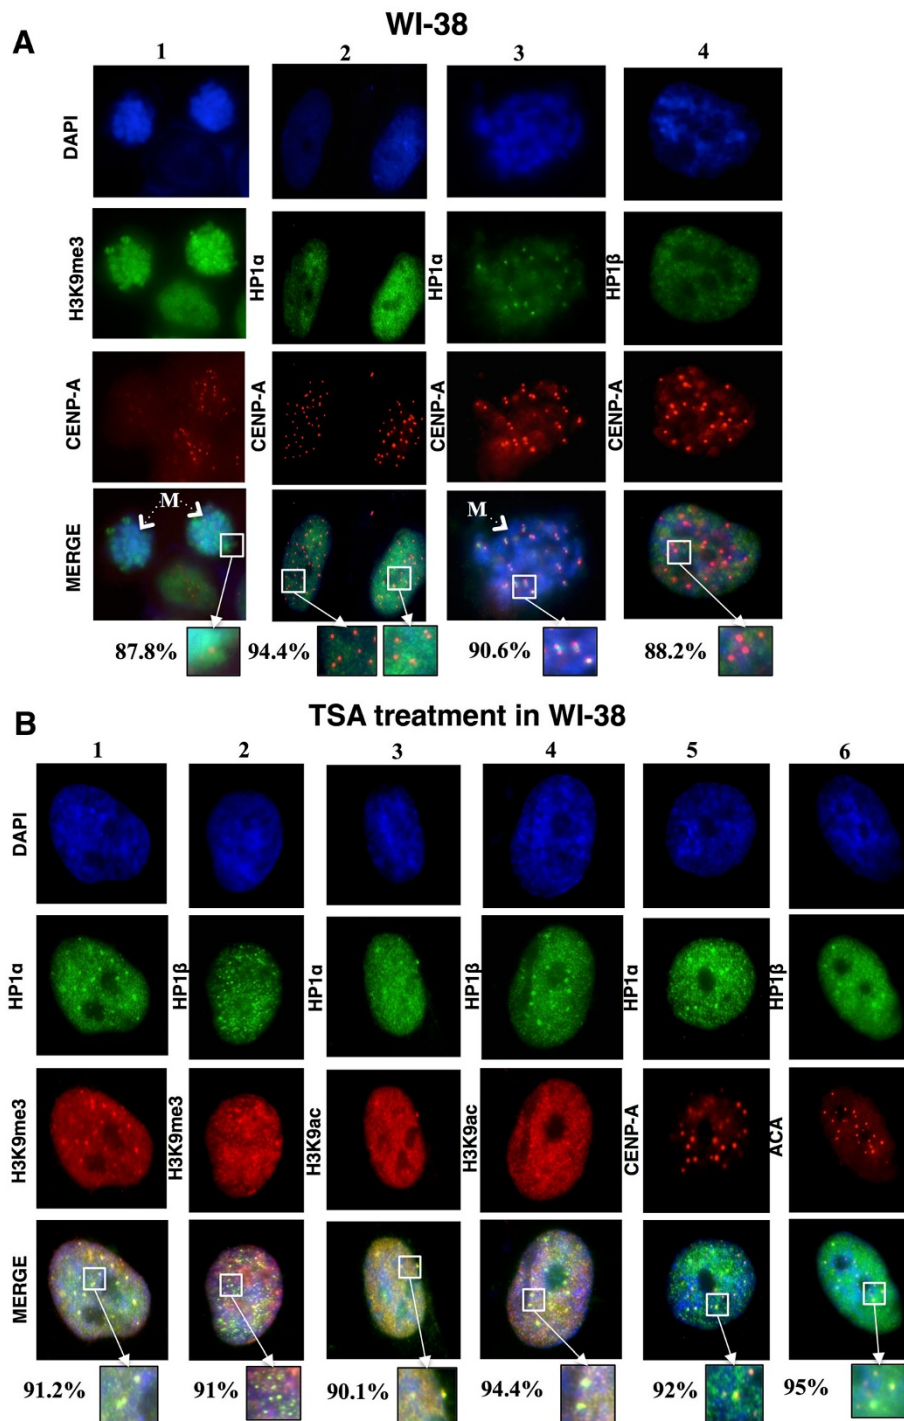 WI-38
A
1 2 3 4
DAPI
H3K9me3 HP1α HP1α HP1β
CENP-A CENP-A CENP-A CENP-A
MERGE M M
87.8% 94.4% 90.6% 88.2%
TSA treatment in WI-38
B
1 2 3 4 5 6
DAPI
HP1α HP1β HP1α HP1β HP1α HP1β
H3K9me3 H3K9me3 H3K9ac H3K9ac CENP-A ACA
MERGE
91.2% 91% 90.1% 94.4% 92% 95%